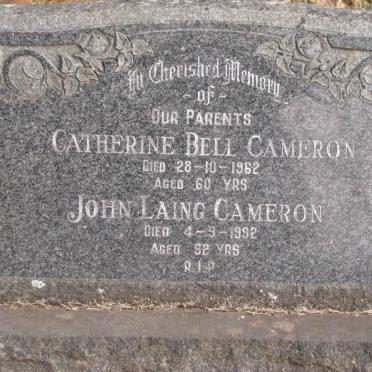 In Cherished Memory
- of -
Our Parents
Catherine Bell Cameron
Died 28-10-1962
Aged 60 Yrs
John Laing Cameron
Died 4-9-1992
Aged 92 Yrs
R.I.P